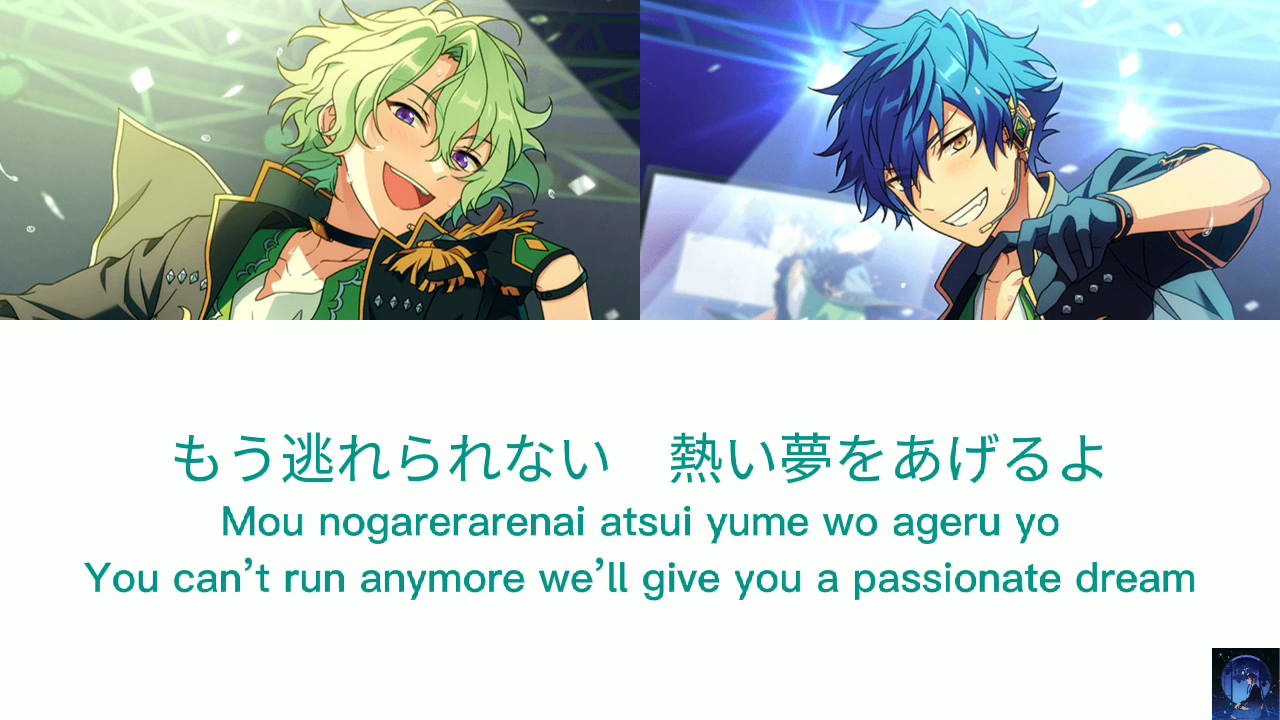 もう逃れられない　熱い夢をあげるよ
Mou nogarerarenai atsui yume wo ageru yo
You can't run anymore we'll give you a passionate dream